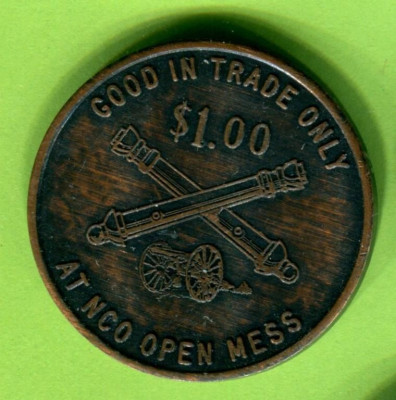 GOOD IN TRADE ONLY
$1.00
AT NCO OPEN MESS